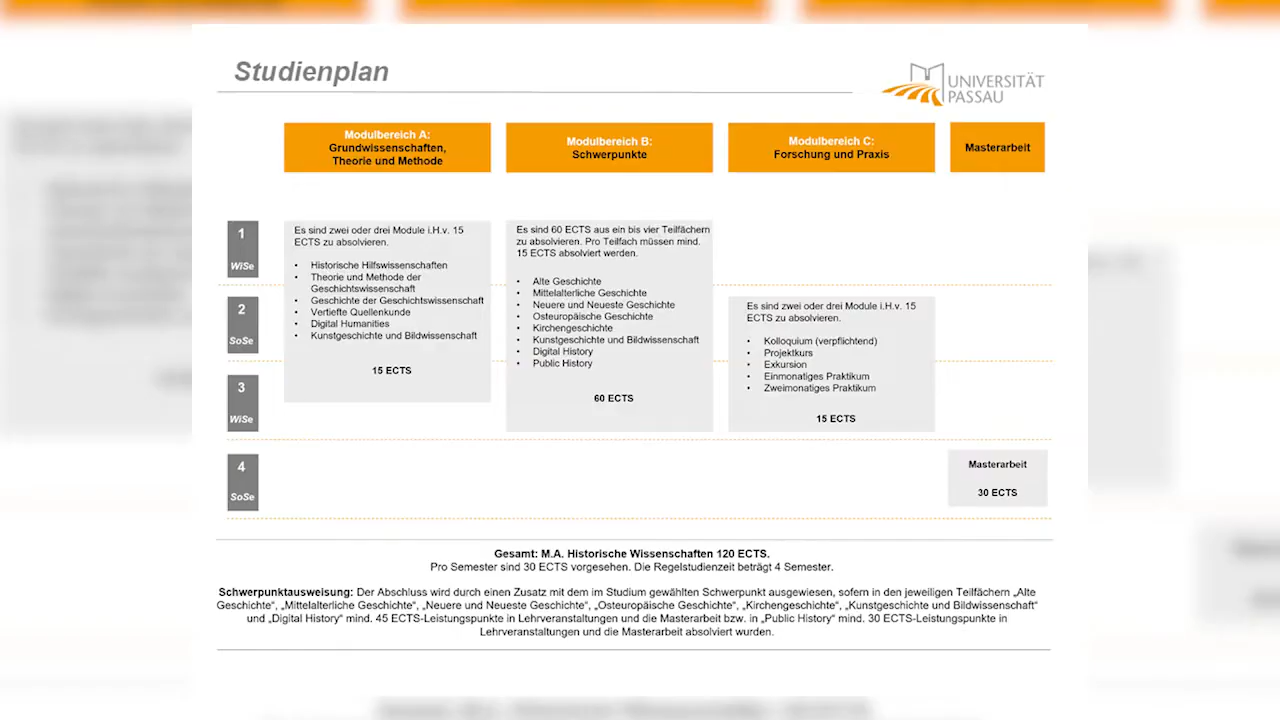 Studienplan
UNIVERSITÄT
PASSAU
Modulbereich A:
Grundwissenschaften,
Theorie und Methode
Modulbereich B:
Schwerpunkte
Modulbereich C:
Forschung und Praxis
Masterarbeit
1
WiSe
Es sind zwei oder drei Module i.H.v. 15
ECTS zu absolvieren.
• Historische Hilfswissenschaften
• Theorie und Methode der
Geschichtswissenschaft
• Geschichte der Geschichtswissenschaft
• Vertiefte Quellenkunde
• Digital Humanities
• Kunstgeschichte und Bildwissenschaft
15 ECTS
Es sind 60 ECTS aus ein bis vier Teilfächern
zu absolvieren. Pro Teilfach müssen mind.
15 ECTS absolviert werden.
• Alte Geschichte
• Mittelalterliche Geschichte
• Neuere und Neueste Geschichte
• Osteuropäische Geschichte
• Kirchengeschichte
• Kunstgeschichte und Bildwissenschaft
• Digital History
• Public History
60 ECTS
2
SoSe
Es sind zwei oder drei Module i.H.v. 15
ECTS zu absolvieren.
• Kolloquium (verpflichtend)
• Projektkurs
• Exkursion
• Einmonatiges Praktikum
• Zweimonatiges Praktikum
15 ECTS
3
WiSe
4
SoSe
Masterarbeit
30 ECTS
Gesamt: M.A. Historische Wissenschaften 120 ECTS.
Pro Semester sind 30 ECTS vorgesehen. Die Regelstudienzeit beträgt 4 Semester.
Schwerpunktausweisung: Der Abschluss wird durch einen Zusatz mit dem im Studium gewählten Schwerpunkt ausgewiesen, sofern in den jeweiligen Teilfächern „Alte
Geschichte“, „Mittelalterliche Geschichte“, „Neuere und Neueste Geschichte“, „Osteuropäische Geschichte“, „Kirchengeschichte“, „Kunstgeschichte und Bildwissenschaft“
und „Digital History“ mind. 45 ECTS-Leistungspunkte in Lehrveranstaltungen und die Masterarbeit bzw. in „Public History“ mind. 30 ECTS-Leistungspunkte in
Lehrveranstaltungen und die Masterarbeit absolviert wurden.